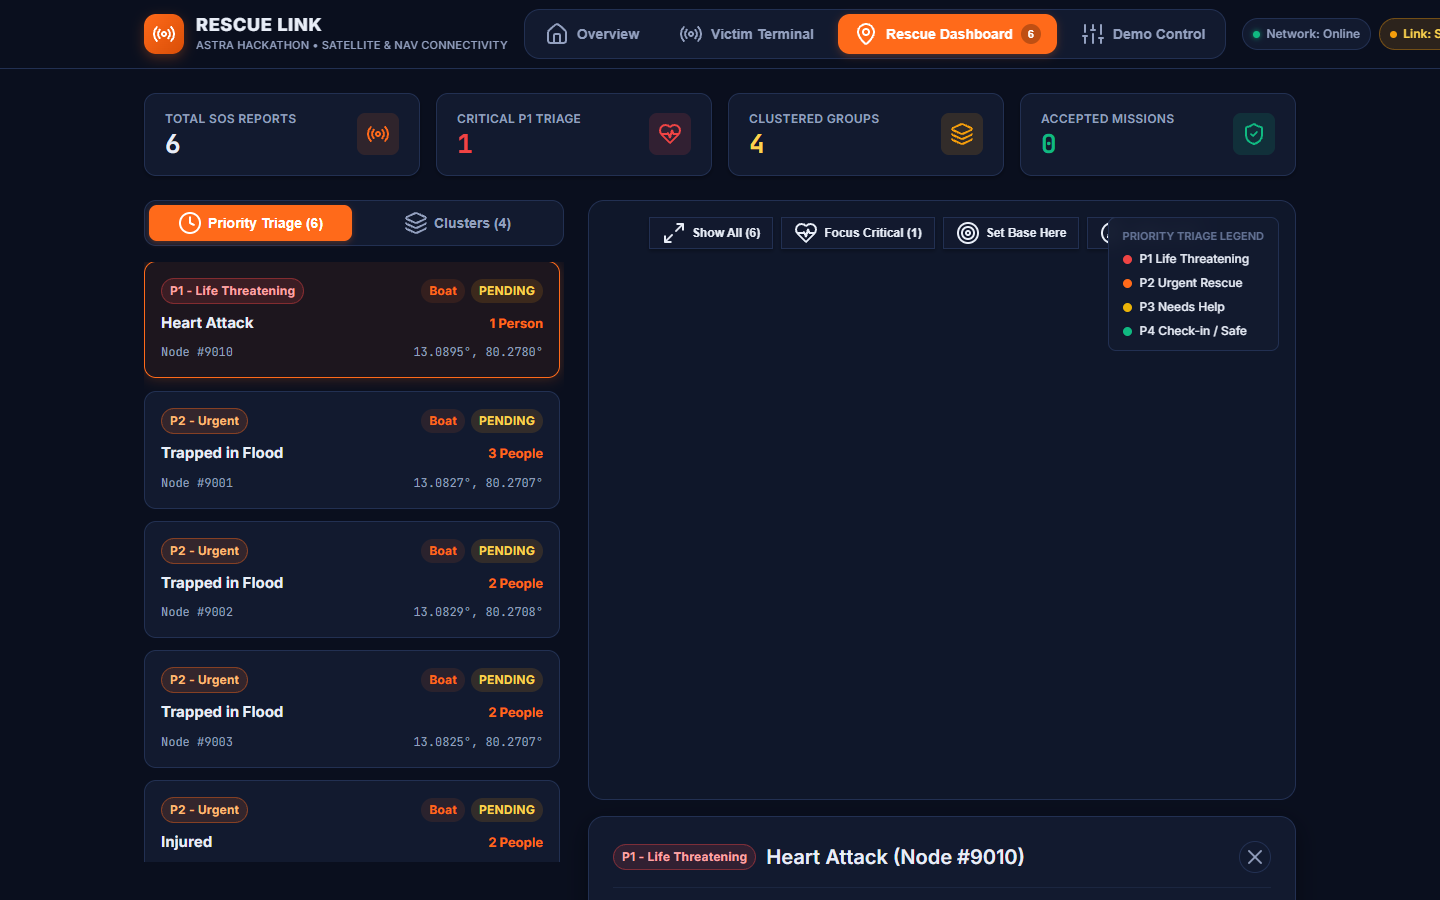 RESCUE LINK
ASTRA HACKATHON • SATELLITE & NAV CONNECTIVITY
Overview
Victim Terminal
Rescue Dashboard 6
Demo Control
Network: Online
Link: S
TOTAL SOS REPORTS
6
CRITICAL P1 TRIAGE
1
CLUSTERED GROUPS
4
ACCEPTED MISSIONS
0
Priority Triage (6)
Clusters (4)
P1 - Life Threatening Boat PENDING
Heart Attack 1 Person
Node #9010 13.0895°, 80.2780°
P2 - Urgent Boat PENDING
Trapped in Flood 3 People
Node #9001 13.0827°, 80.2707°
P2 - Urgent Boat PENDING
Trapped in Flood 2 People
Node #9002 13.0829°, 80.2708°
P2 - Urgent Boat PENDING
Trapped in Flood 2 People
Node #9003 13.0825°, 80.2707°
P2 - Urgent Boat PENDING
Injured 2 People
Show All (6)
Focus Critical (1)
Set Base Here
PRIORITY TRIAGE LEGEND
P1 Life Threatening
P2 Urgent Rescue
P3 Needs Help
P4 Check-in / Safe
P1 - Life Threatening Heart Attack (Node #9010)